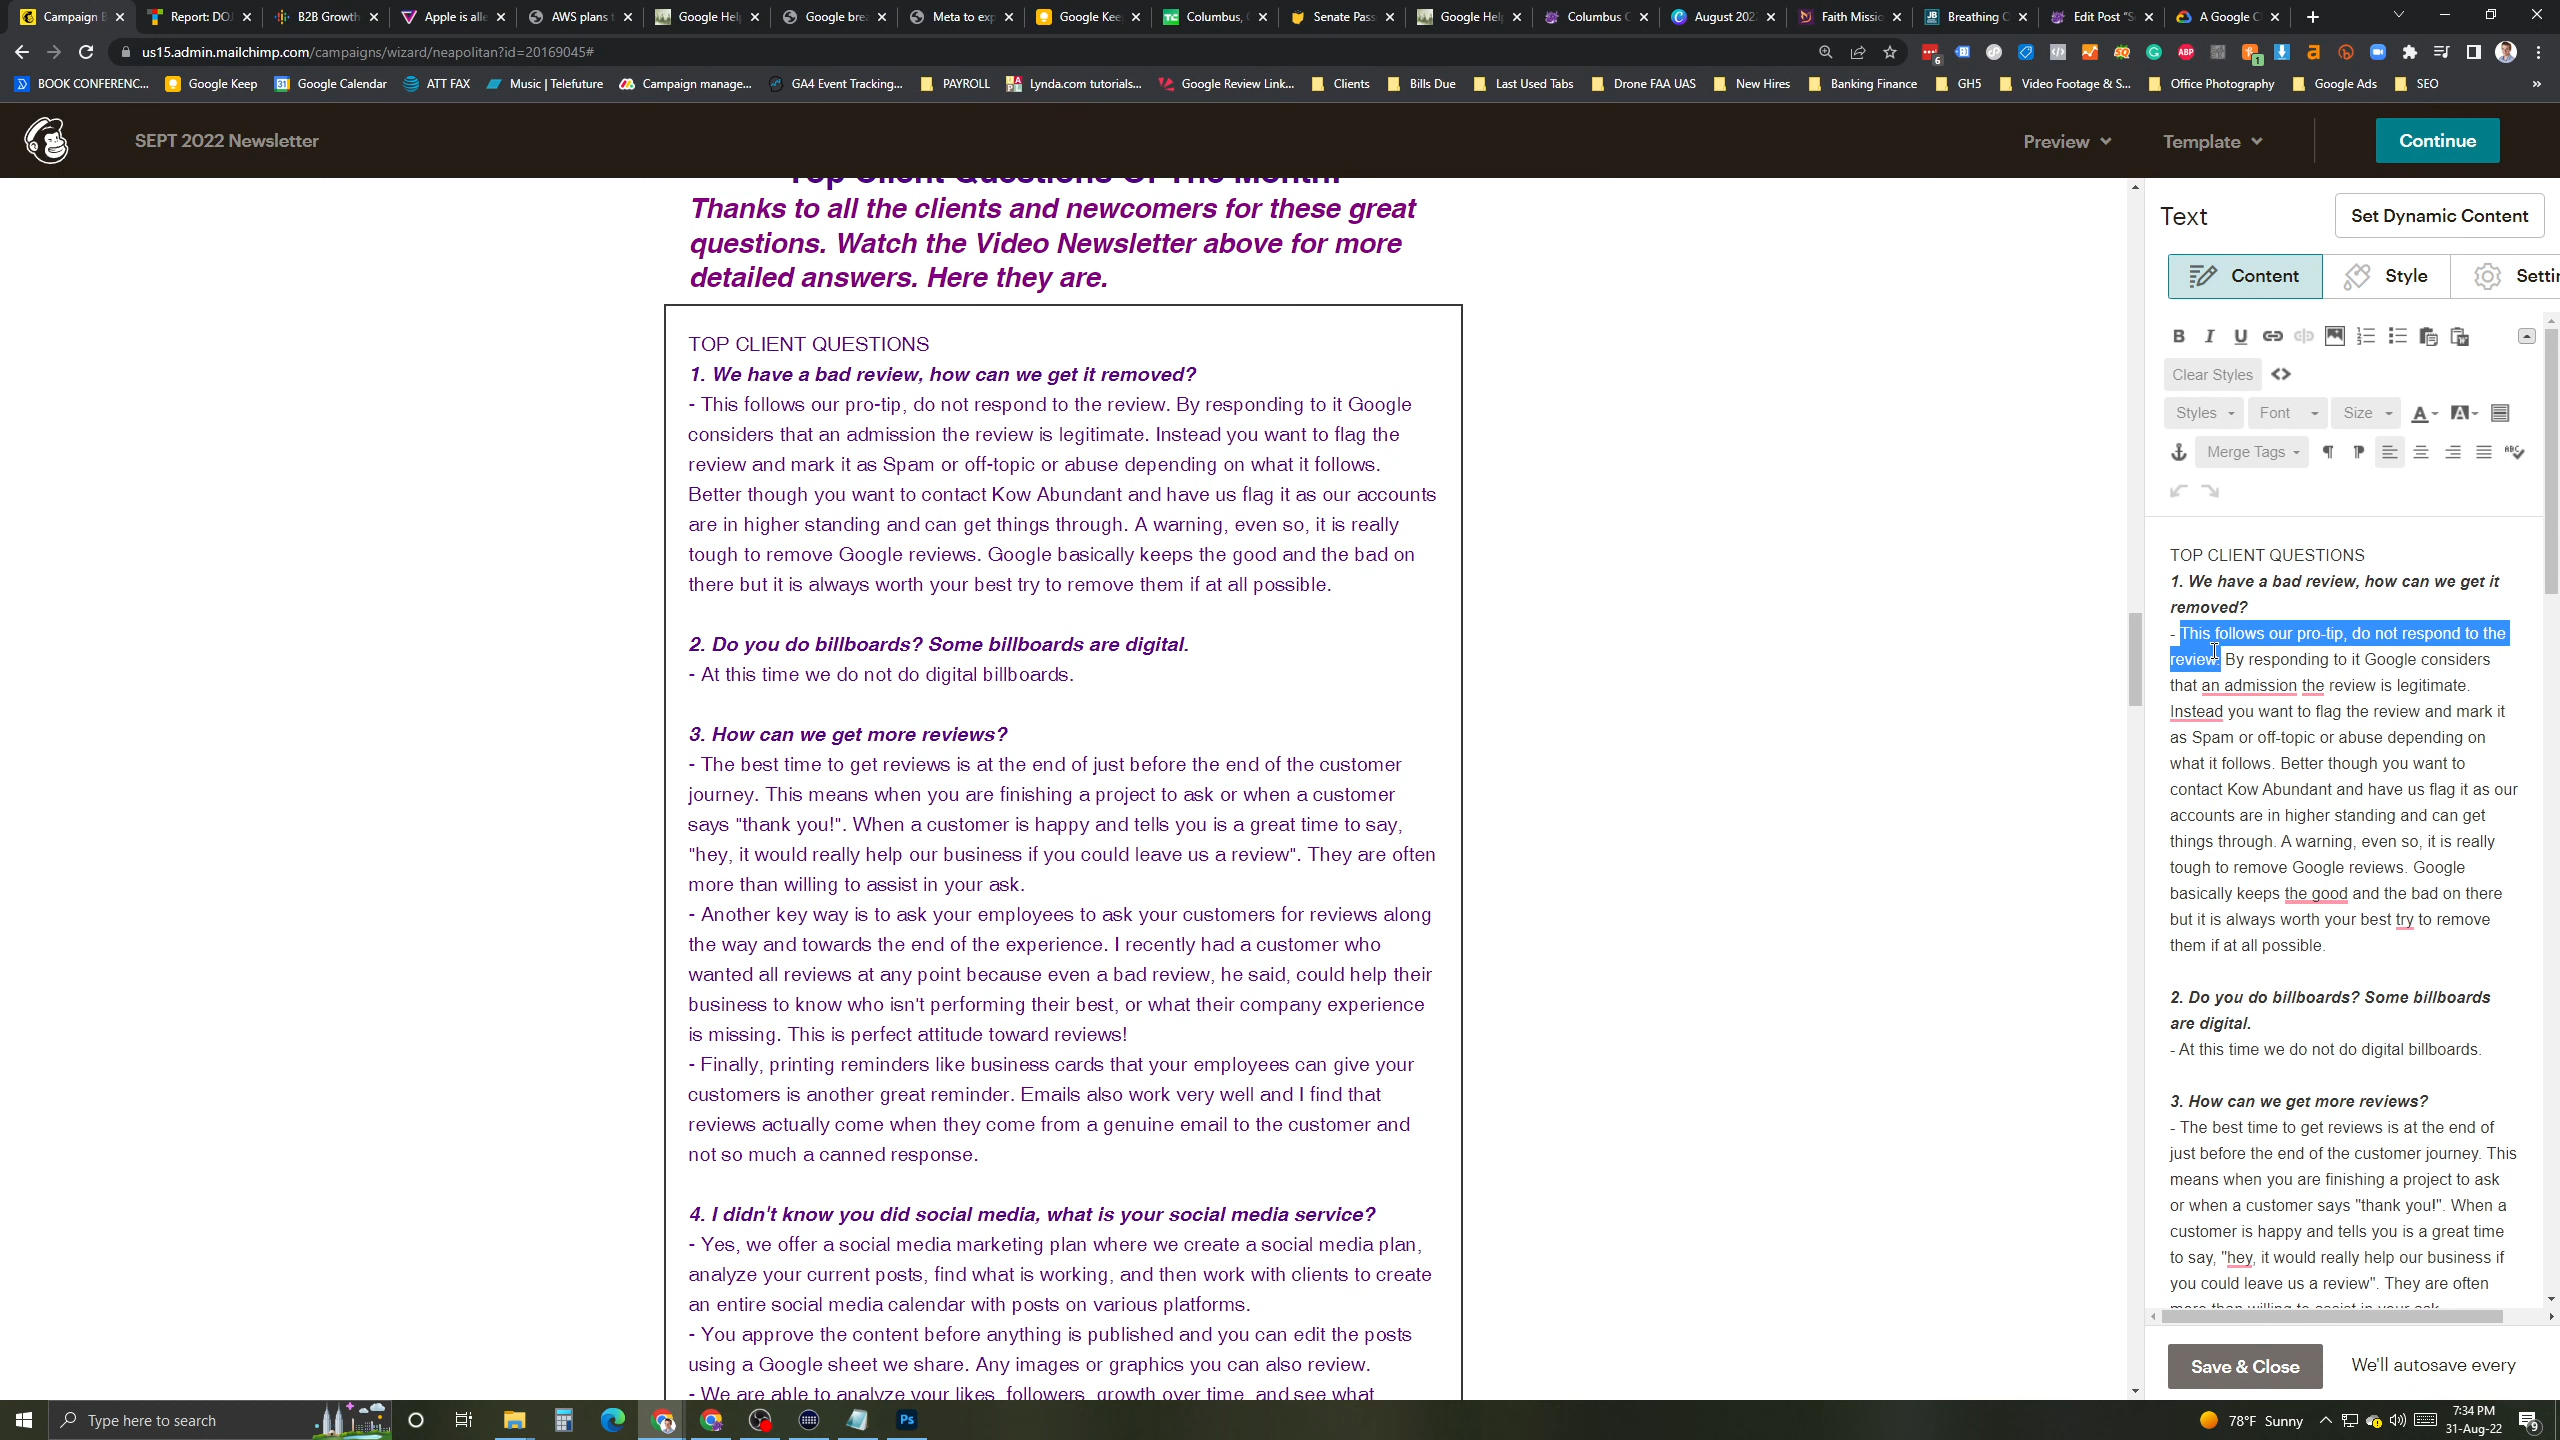 Campaign B
Report: DOJ
B2B Growth
Apple is alle
AWS plans t
Google Hel
Google brea
Meta to exp
Google Kee
Columbus,
Senate Pass
Google Hel
Columbus C
August 202
Faith Missio
Breathing C
Edit Post "S
A Google C
us15.admin.mailchimp.com/campaigns/wizard/neapolitan?id=20169045#
BOOK CONFERENC...
Google Keep
Google Calendar
ATT FAX
Music | Telefuture
Campaign manage...
GA4 Event Tracking...
PAYROLL
Lynda.com tutorials...
Google Review Link...
Clients
Bills Due
Last Used Tabs
Drone FAA UAS
New Hires
Banking Finance
GH5
Video Footage & S...
Office Photography
Google Ads
SEO
»
SEPT 2022 Newsletter
Preview
Template
Continue
Top Client Questions Of The Month!
Thanks to all the clients and newcomers for these great
questions. Watch the Video Newsletter above for more
detailed answers. Here they are.
TOP CLIENT QUESTIONS
1. We have a bad review, how can we get it removed?
- This follows our pro-tip, do not respond to the review. By responding to it Google
considers that an admission the review is legitimate. Instead you want to flag the
review and mark it as Spam or off-topic or abuse depending on what it follows.
Better though you want to contact Kow Abundant and have us flag it as our accounts
are in higher standing and can get things through. A warning, even so, it is really
tough to remove Google reviews. Google basically keeps the good and the bad on
there but it is always worth your best try to remove them if at all possible.
2. Do you do billboards? Some billboards are digital.
- At this time we do not do digital billboards.
3. How can we get more reviews?
- The best time to get reviews is at the end of just before the end of the customer
journey. This means when you are finishing a project to ask or when a customer
says "thank you!". When a customer is happy and tells you is a great time to say,
"hey, it would really help our business if you could leave us a review". They are often
more than willing to assist in your ask.
- Another key way is to ask your employees to ask your customers for reviews along
the way and towards the end of the experience. I recently had a customer who
wanted all reviews at any point because even a bad review, he said, could help their
business to know who isn't performing their best, or what their company experience
is missing. This is perfect attitude toward reviews!
- Finally, printing reminders like business cards that your employees can give your
customers is another great reminder. Emails also work very well and I find that
reviews actually come when they come from a genuine email to the customer and
not so much a canned response.
4. I didn't know you did social media, what is your social media service?
- Yes, we offer a social media marketing plan where we create a social media plan,
analyze your current posts, find what is working, and then work with clients to create
an entire social media calendar with posts on various platforms.
- You approve the content before anything is published and you can edit the posts
using a Google sheet we share. Any images or graphics you can also review.
- We are able to analyze your likes, followers, growth over time, and see what
Text
Set Dynamic Content
Content
Style
Settin
B I U
Clear Styles <>
Styles
Font
Size
A
A
Merge Tags
ABC
TOP CLIENT QUESTIONS
1. We have a bad review, how can we get it
removed?
- This follows our pro-tip, do not respond to the
review. By responding to it Google considers
that an admission the review is legitimate.
Instead you want to flag the review and mark it
as Spam or off-topic or abuse depending on
what it follows. Better though you want to
contact Kow Abundant and have us flag it as our
accounts are in higher standing and can get
things through. A warning, even so, it is really
tough to remove Google reviews. Google
basically keeps the good and the bad on there
but it is always worth your best try to remove
them if at all possible.
2. Do you do billboards? Some billboards
are digital.
- At this time we do not do digital billboards.
3. How can we get more reviews?
- The best time to get reviews is at the end of
just before the end of the customer journey. This
means when you are finishing a project to ask
or when a customer says "thank you!". When a
customer is happy and tells you is a great time
to say, "hey, it would really help our business if
you could leave us a review". They are often
more than willing to assist in your ask.
Save & Close
We'll autosave every
Type here to search
Ps
78°F Sunny
7:34 PM
31-Aug-22
9